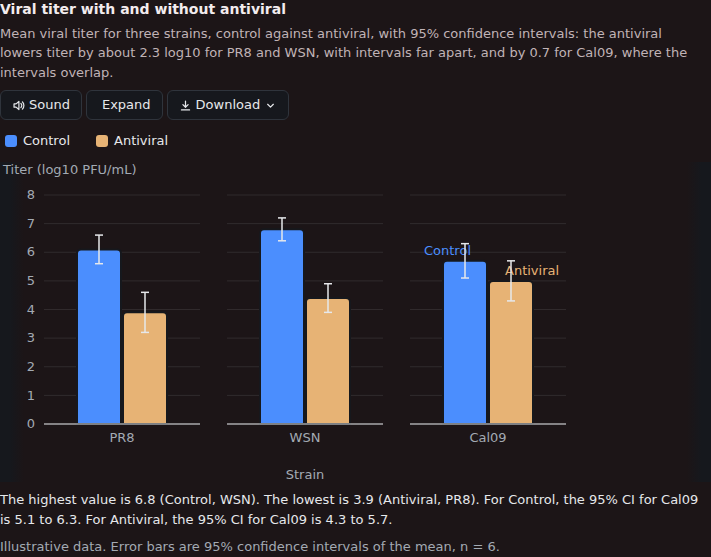 Viral titer with and without antiviral
Mean viral titer for three strains, control against antiviral, with 95% confidence intervals: the antiviral
lowers titer by about 2.3 log10 for PR8 and WSN, with intervals far apart, and by 0.7 for Cal09, where the
intervals overlap.
Sound Expand Download
Control Antiviral
Titer (log10 PFU/mL)
8
7
6
5
4
3
2
1
0
Control
Antiviral
PR8 WSN Cal09
Strain
The highest value is 6.8 (Control, WSN). The lowest is 3.9 (Antiviral, PR8). For Control, the 95% CI for Cal09
is 5.1 to 6.3. For Antiviral, the 95% CI for Cal09 is 4.3 to 5.7.
Illustrative data. Error bars are 95% confidence intervals of the mean, n = 6.